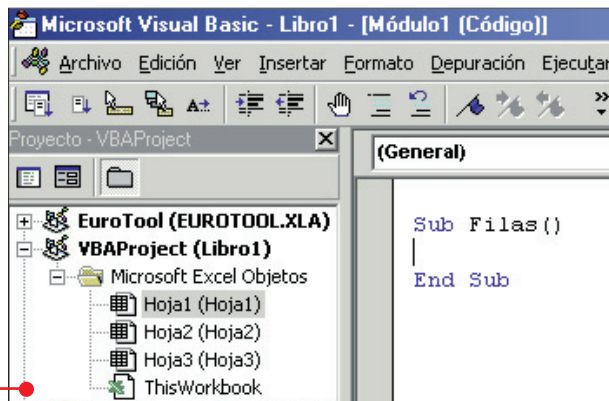 Microsoft Visual Basic - Libro1 - [Módulo1 (Código)]
Archivo Edición Ver Insertar Formato Depuración Ejecutar
Proyecto - VBAProject
(General)
EuroTool (EUROTOOL.XLA)
VBAProject (Libro1)
Microsoft Excel Objetos
Hoja1 (Hoja1)
Hoja2 (Hoja2)
Hoja3 (Hoja3)
ThisWorkbook
Sub Filas()
End Sub